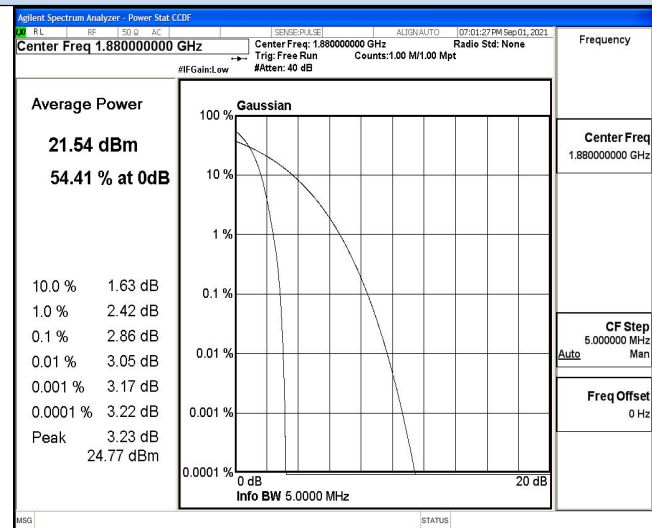 Agilent Spectrum Analyzer - Power Stat CCDF
LXI RL RF 50 Ω AC SENSE:PULSE ALIGN AUTO 07:01:27 PM Sep 01, 2021
Center Freq 1.880000000 GHz
Center Freq: 1.880000000 GHz Radio Std: None
Trig: Free Run Counts:1.00 M/1.00 Mpt
#IFGain:Low #Atten: 40 dB
Frequency
Average Power
21.54 dBm
54.41 % at 0dB
10.0 % 1.63 dB
1.0 % 2.42 dB
0.1 % 2.86 dB
0.01 % 3.05 dB
0.001 % 3.17 dB
0.0001 % 3.22 dB
Peak 3.23 dB
24.77 dBm
Gaussian
100 %
10 %
1 %
0.1 %
0.01 %
0.001 %
0.0001 %
0 dB 20 dB
Info BW 5.0000 MHz
Center Freq
1.880000000 GHz
CF Step
5.000000 MHz
Auto Man
Freq Offset
0 Hz
MSG STATUS